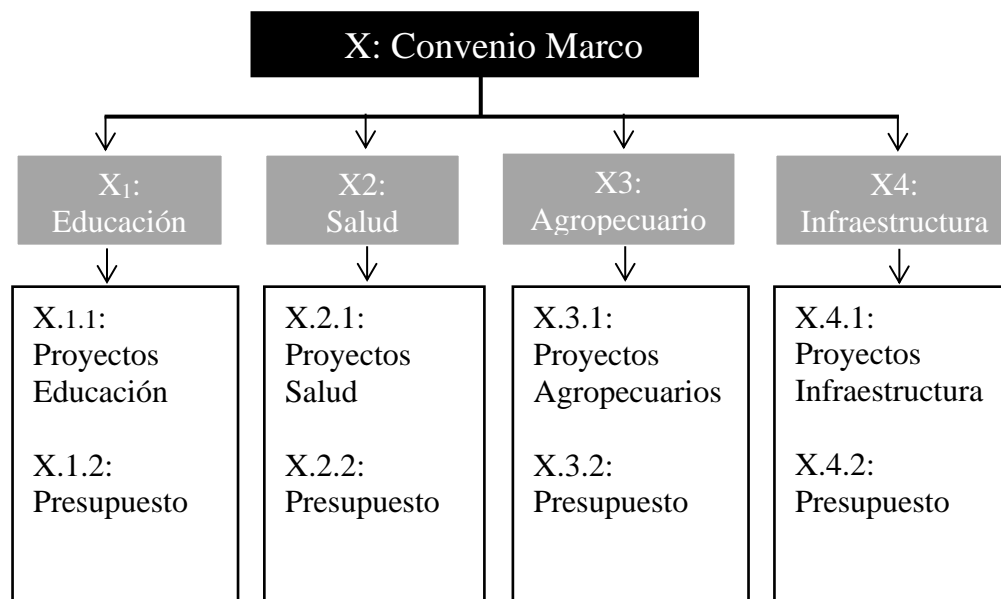 X: Convenio Marco
X1:
Educación
X2:
Salud
X3:
Agropecuario
X4:
Infraestructura
X.1.1:
Proyectos
Educación
X.1.2:
Presupuesto
X.2.1:
Proyectos
Salud
X.2.2:
Presupuesto
X.3.1:
Proyectos
Agropecuarios
X.3.2:
Presupuesto
X.4.1:
Proyectos
Infraestructura
X.4.2:
Presupuesto